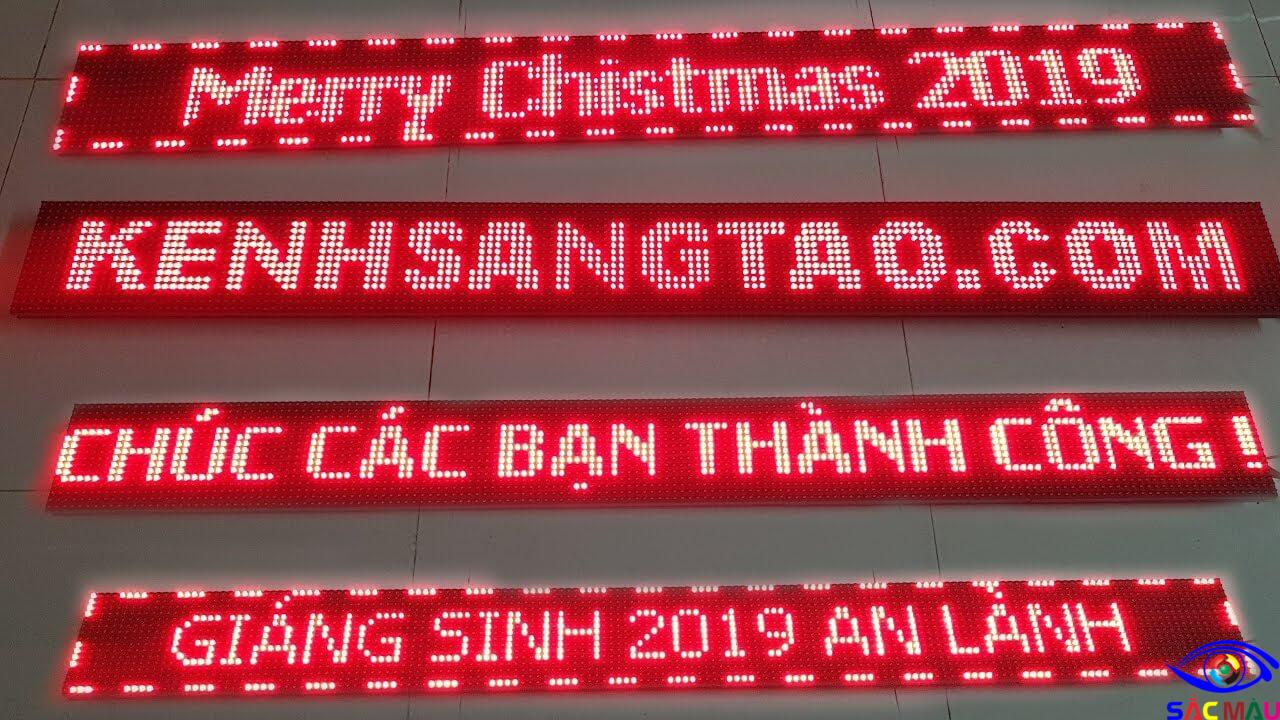 Merry Chistmas 2019
KENHSANGTAO.COM
CHÚC CÁC BẠN THÀNH CÔNG !
GIÁNG SINH 2019 AN LÀNH
SẮC MÀU